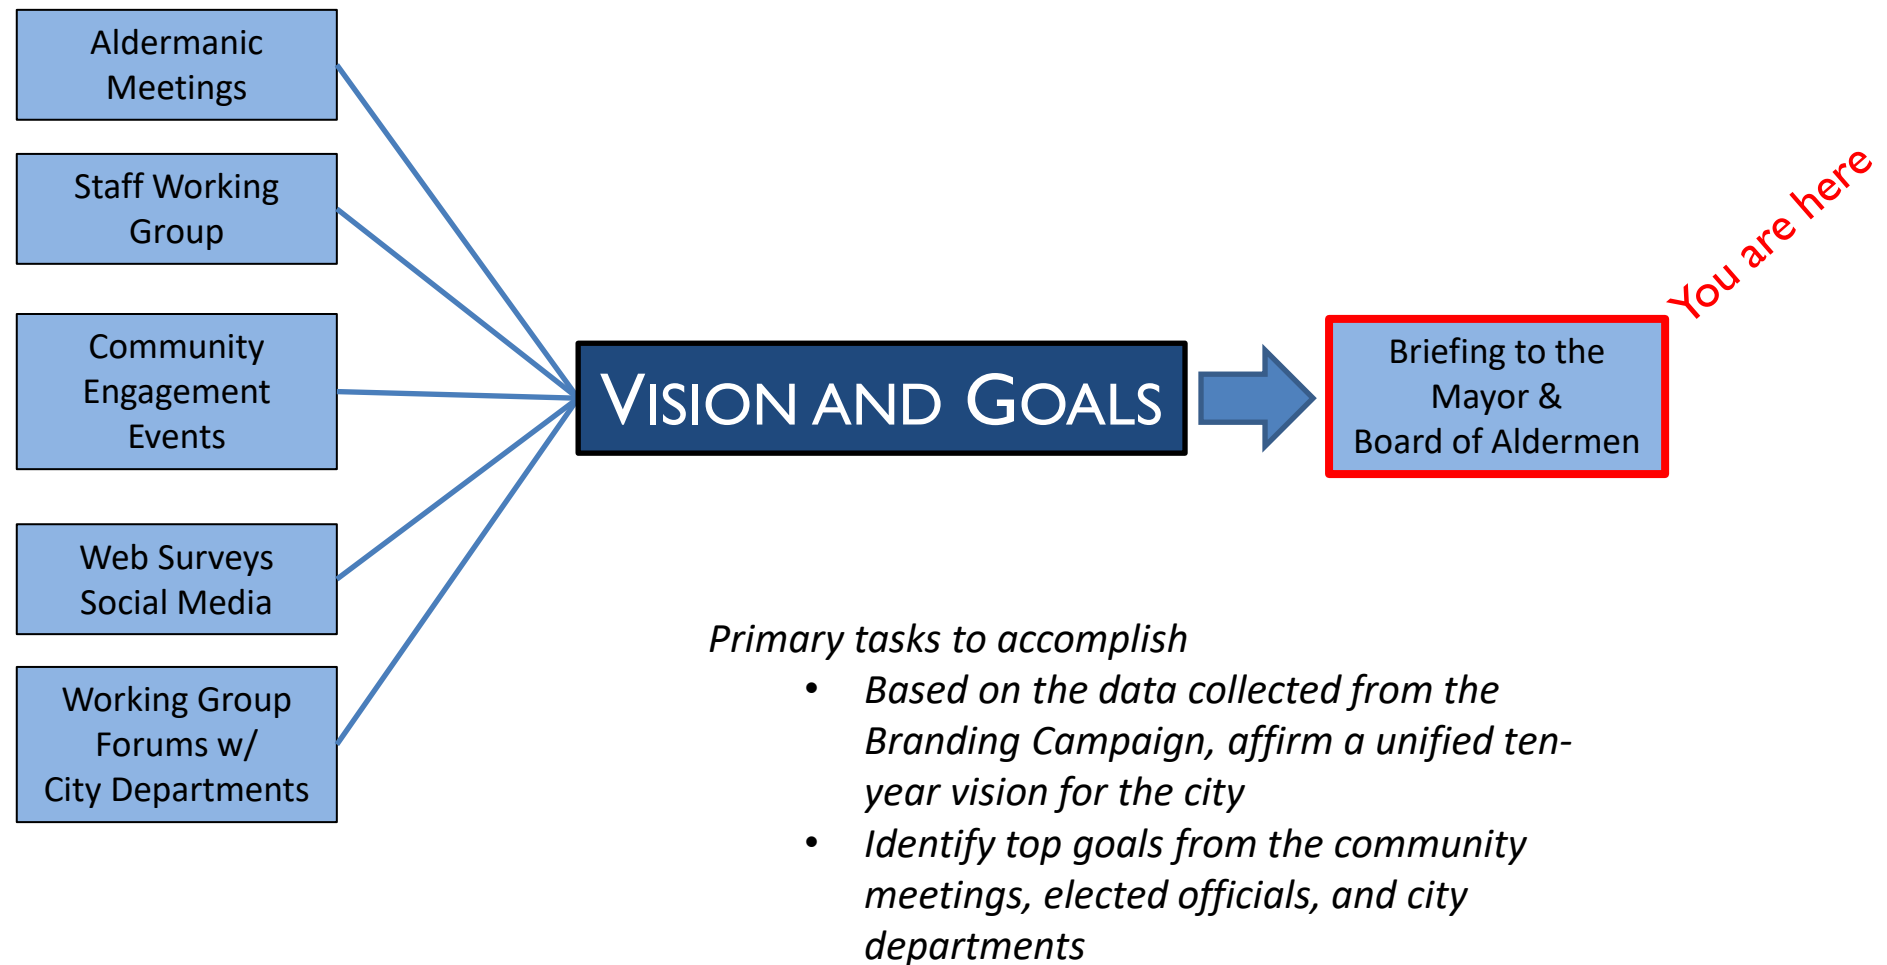 Aldermanic
Meetings
Staff Working
Group
Community
Engagement
Events
Web Surveys
Social Media
Working Group
Forums w/
City Departments
VISION AND GOALS
Briefing to the
Mayor &
Board of Aldermen
You are here
Primary tasks to accomplish
• Based on the data collected from the
Branding Campaign, affirm a unified ten-
year vision for the city
• Identify top goals from the community
meetings, elected officials, and city
departments